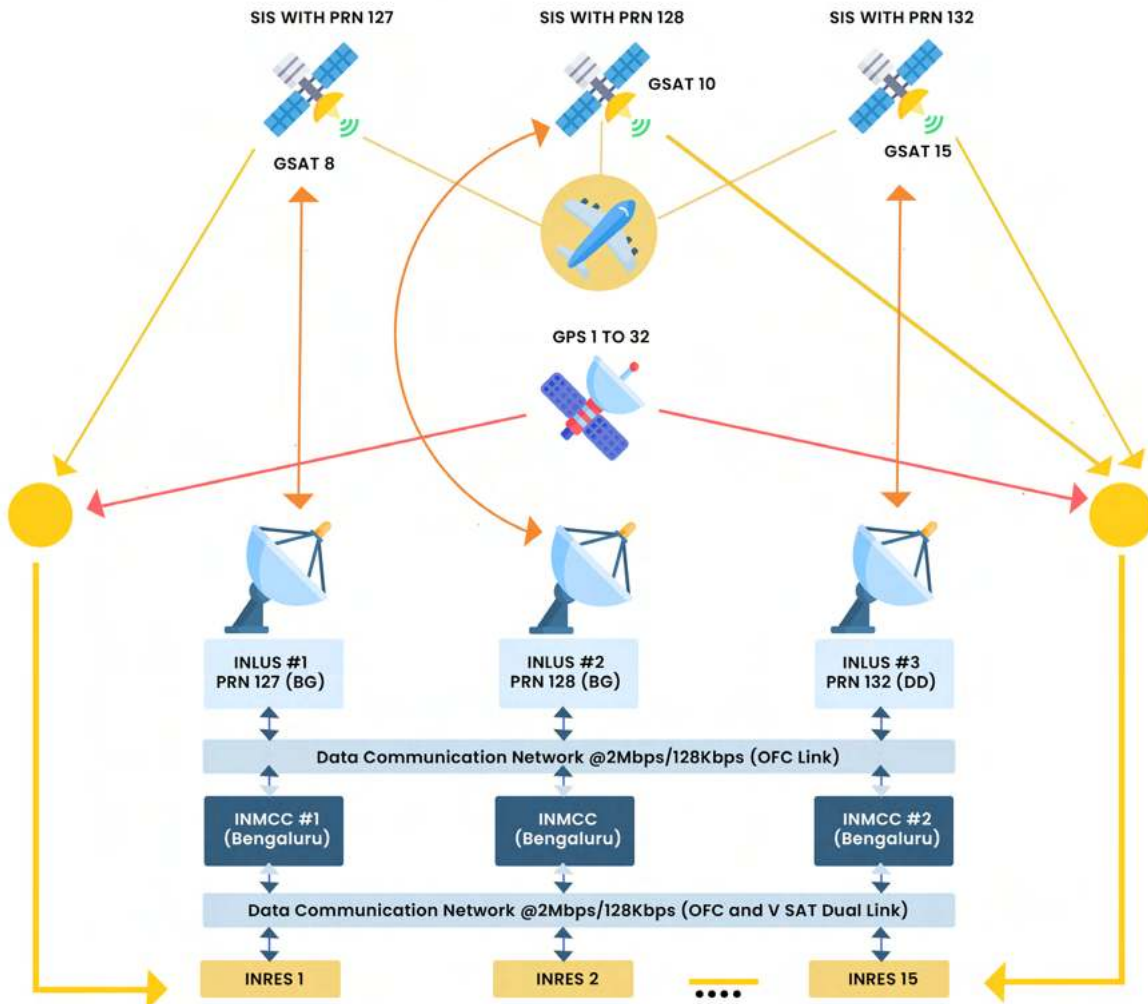 SIS WITH PRN 127
SIS WITH PRN 128
SIS WITH PRN 132
GSAT 10
GSAT 8
GSAT 15
GPS 1 TO 32
INLUS #1
PRN 127 (BG)
INLUS #2
PRN 128 (BG)
INLUS #3
PRN 132 (DD)
Data Communication Network @2Mbps/128Kbps (OFC Link)
INMCC #1
(Bengaluru)
INMCC
(Bengaluru)
INMCC #2
(Bengaluru)
Data Communication Network @2Mbps/128Kbps (OFC and V SAT Dual Link)
INRES 1
INRES 2
INRES 15